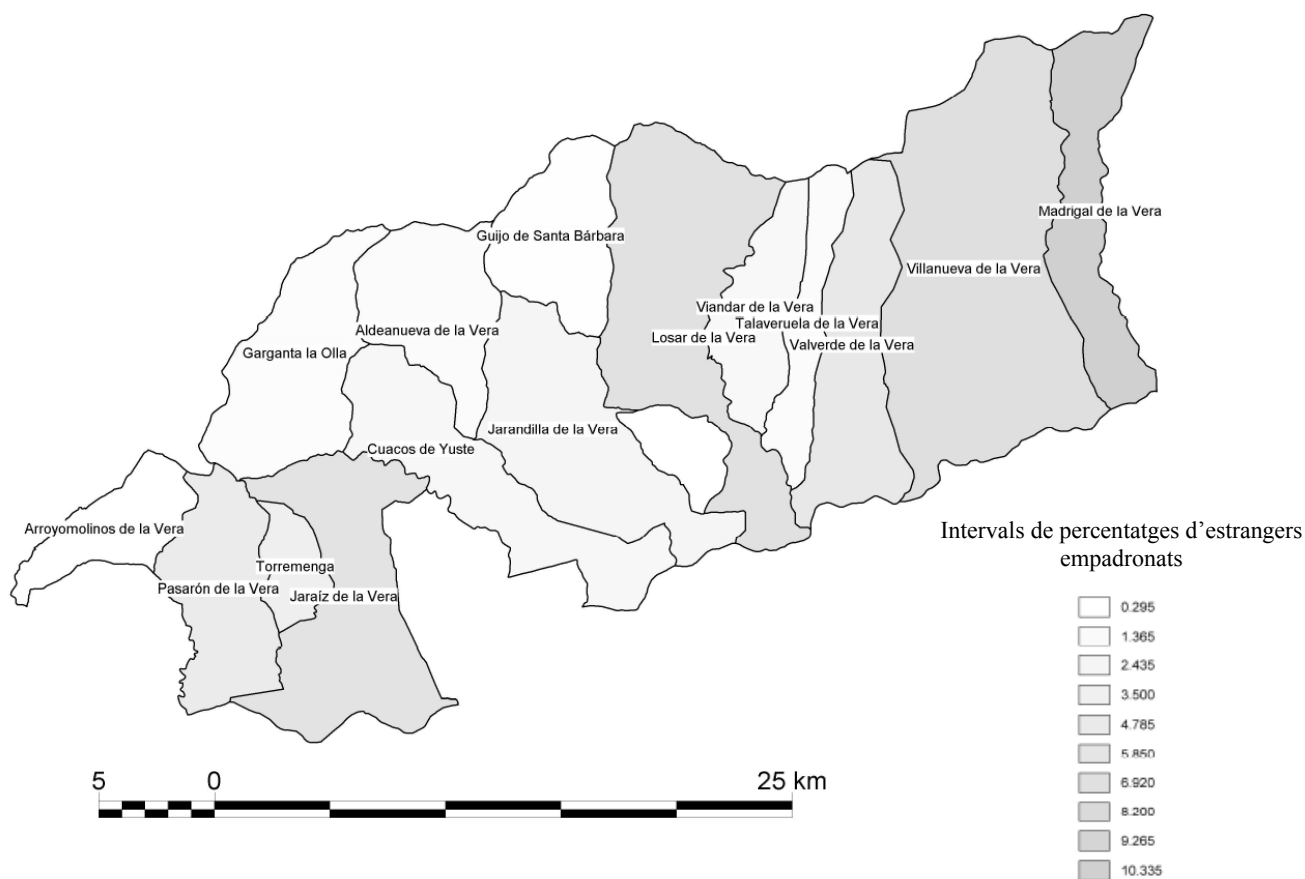 Madrigal de la Vera
Guijo de Santa Bárbara
Villanueva de la Vera
Viandar de la Vera
Talaveruela de la Vera
Aldeanueva de la Vera
Losar de la Vera
Valverde de la Vera
Garganta la Olla
Jarandilla de la Vera
Cuacos de Yuste
Arroyomolinos de la Vera
Torremenga
Pasarón de la Vera
Jaraíz de la Vera
Intervals de percentatges d'estrangers
empadronats
0.295
1.365
2.435
3.500
4.785
5.850
6.920
8.200
9.265
10.335
5 0 25 km